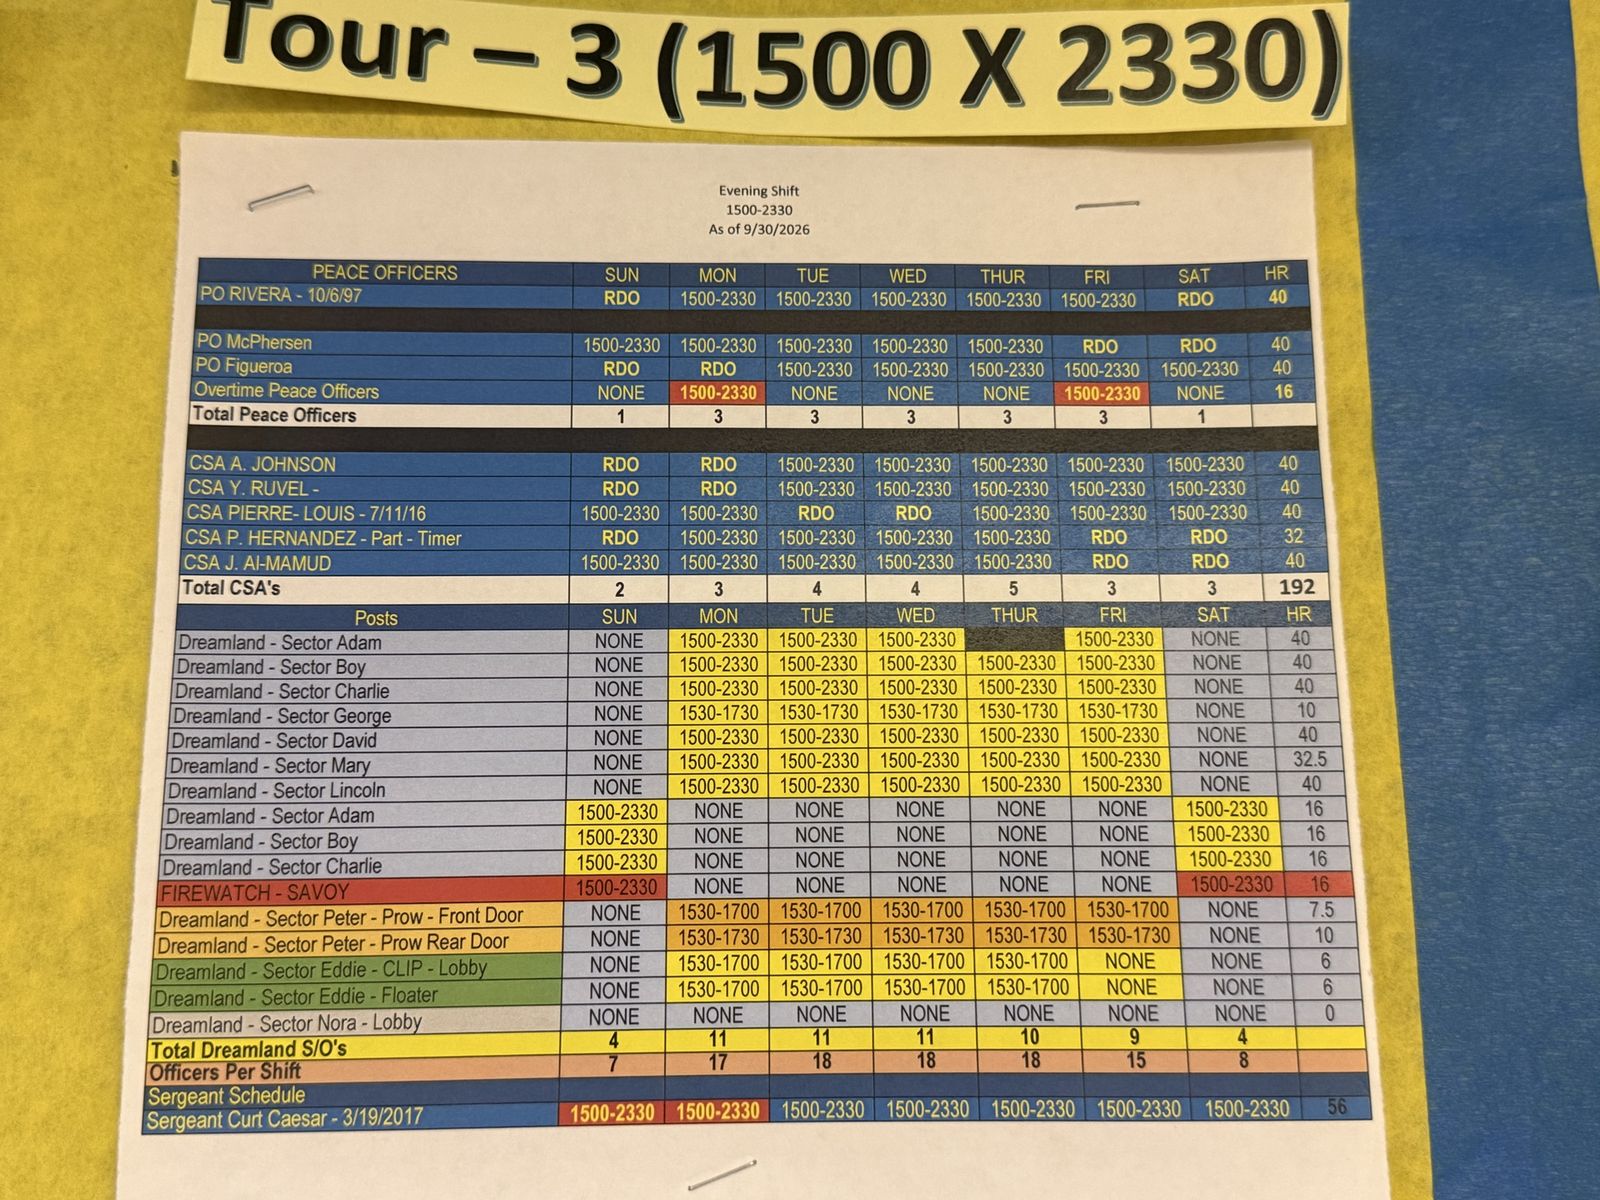 Tour – 3 (1500 X 2330)
Evening Shift
1500-2330
As of 9/30/2026
PEACE OFFICERS SUN MON TUE WED THUR FRI SAT HR
PO RIVERA - 10/6/97 RDO 1500-2330 1500-2330 1500-2330 1500-2330 1500-2330 RDO 40
PO McPhersen 1500-2330 1500-2330 1500-2330 1500-2330 1500-2330 RDO RDO 40
PO Figueroa RDO RDO 1500-2330 1500-2330 1500-2330 1500-2330 1500-2330 40
Overtime Peace Officers NONE 1500-2330 NONE NONE NONE 1500-2330 NONE 16
Total Peace Officers 1 3 3 3 3 3 1
CSA A. JOHNSON RDO RDO 1500-2330 1500-2330 1500-2330 1500-2330 1500-2330 40
CSA Y. RUVEL - RDO RDO 1500-2330 1500-2330 1500-2330 1500-2330 1500-2330 40
CSA PIERRE- LOUIS - 7/11/16 1500-2330 1500-2330 RDO RDO 1500-2330 1500-2330 1500-2330 40
CSA P. HERNANDEZ - Part - Timer RDO 1500-2330 1500-2330 1500-2330 1500-2330 RDO RDO 32
CSA J. Al-MAMUD 1500-2330 1500-2330 1500-2330 1500-2330 1500-2330 RDO RDO 40
Total CSA's 2 3 4 4 5 3 3 192
Posts SUN MON TUE WED THUR FRI SAT HR
Dreamland - Sector Adam NONE 1500-2330 1500-2330 1500-2330 1500-2330 NONE 40
Dreamland - Sector Boy NONE 1500-2330 1500-2330 1500-2330 1500-2330 1500-2330 NONE 40
Dreamland - Sector Charlie NONE 1500-2330 1500-2330 1500-2330 1500-2330 1500-2330 NONE 40
Dreamland - Sector George NONE 1530-1730 1530-1730 1530-1730 1530-1730 1530-1730 NONE 10
Dreamland - Sector David NONE 1500-2330 1500-2330 1500-2330 1500-2330 1500-2330 NONE 40
Dreamland - Sector Mary NONE 1500-2330 1500-2330 1500-2330 1500-2330 1500-2330 NONE 32.5
Dreamland - Sector Lincoln NONE 1500-2330 1500-2330 1500-2330 1500-2330 1500-2330 NONE 40
Dreamland - Sector Adam 1500-2330 NONE NONE NONE NONE NONE 1500-2330 16
Dreamland - Sector Boy 1500-2330 NONE NONE NONE NONE NONE 1500-2330 16
Dreamland - Sector Charlie 1500-2330 NONE NONE NONE NONE NONE 1500-2330 16
FIREWATCH - SAVOY 1500-2330 NONE NONE NONE NONE NONE 1500-2330 16
Dreamland - Sector Peter - Prow - Front Door NONE 1530-1700 1530-1700 1530-1700 1530-1700 1530-1700 NONE 7.5
Dreamland - Sector Peter - Prow Rear Door NONE 1530-1730 1530-1730 1530-1730 1530-1730 1530-1730 NONE 10
Dreamland - Sector Eddie - CLIP - Lobby NONE 1530-1700 1530-1700 1530-1700 1530-1700 NONE NONE 6
Dreamland - Sector Eddie - Floater NONE 1530-1700 1530-1700 1530-1700 1530-1700 NONE NONE 6
Dreamland - Sector Nora - Lobby NONE NONE NONE NONE NONE NONE NONE 0
Total Dreamland S/O's 4 11 11 11 10 9 4
Officers Per Shift 7 17 18 18 18 15 8
Sergeant Schedule
Sergeant Curt Caesar - 3/19/2017 1500-2330 1500-2330 1500-2330 1500-2330 1500-2330 1500-2330 1500-2330 56